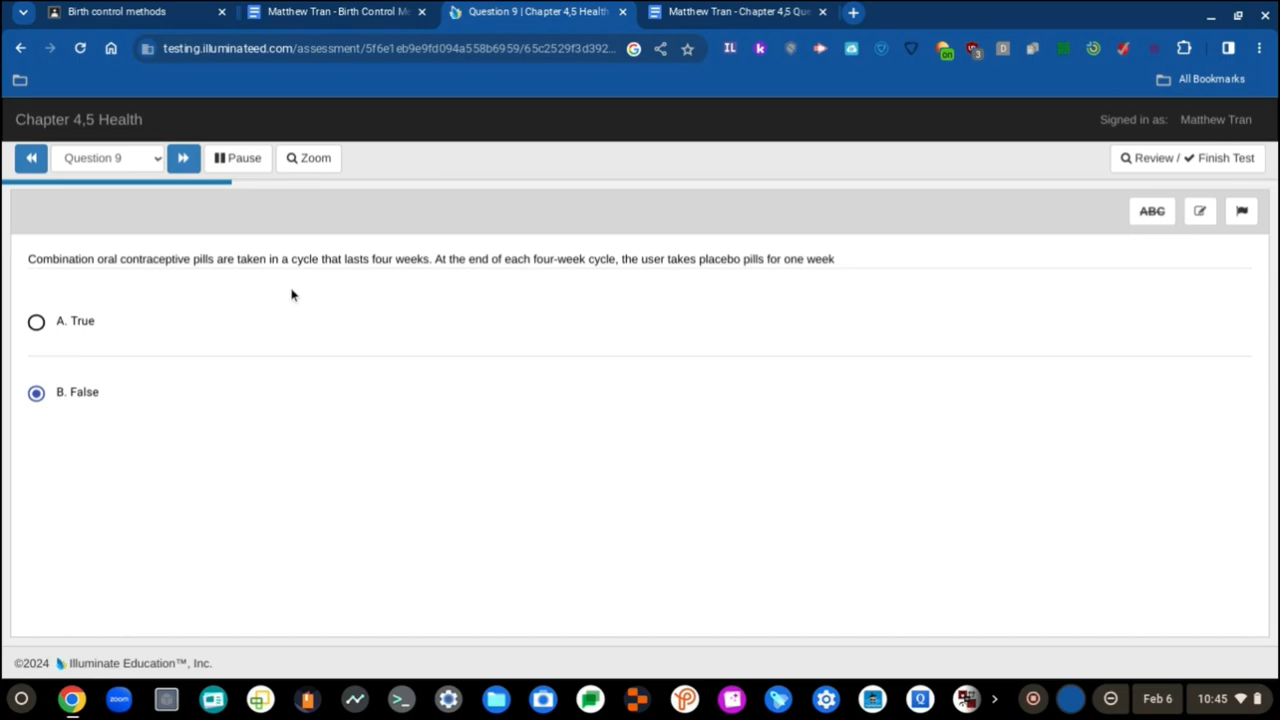 Birth control methods
Matthew Tran - Birth Control Me
Question 9 | Chapter 4,5 Health
Matthew Tran - Chapter 4,5 Que
testing.illuminateed.com/assessment/5f6e1eb9e9fd094a558b6959/65c2529f3d392...
All Bookmarks
Chapter 4,5 Health
Signed in as: Matthew Tran
Question 9
Pause
Zoom
Review / ✔ Finish Test
ABC
Combination oral contraceptive pills are taken in a cycle that lasts four weeks. At the end of each four-week cycle, the user takes placebo pills for one week
A. True
B. False
©2024 Illuminate Education™, Inc.
zoom
Feb 6
10:45